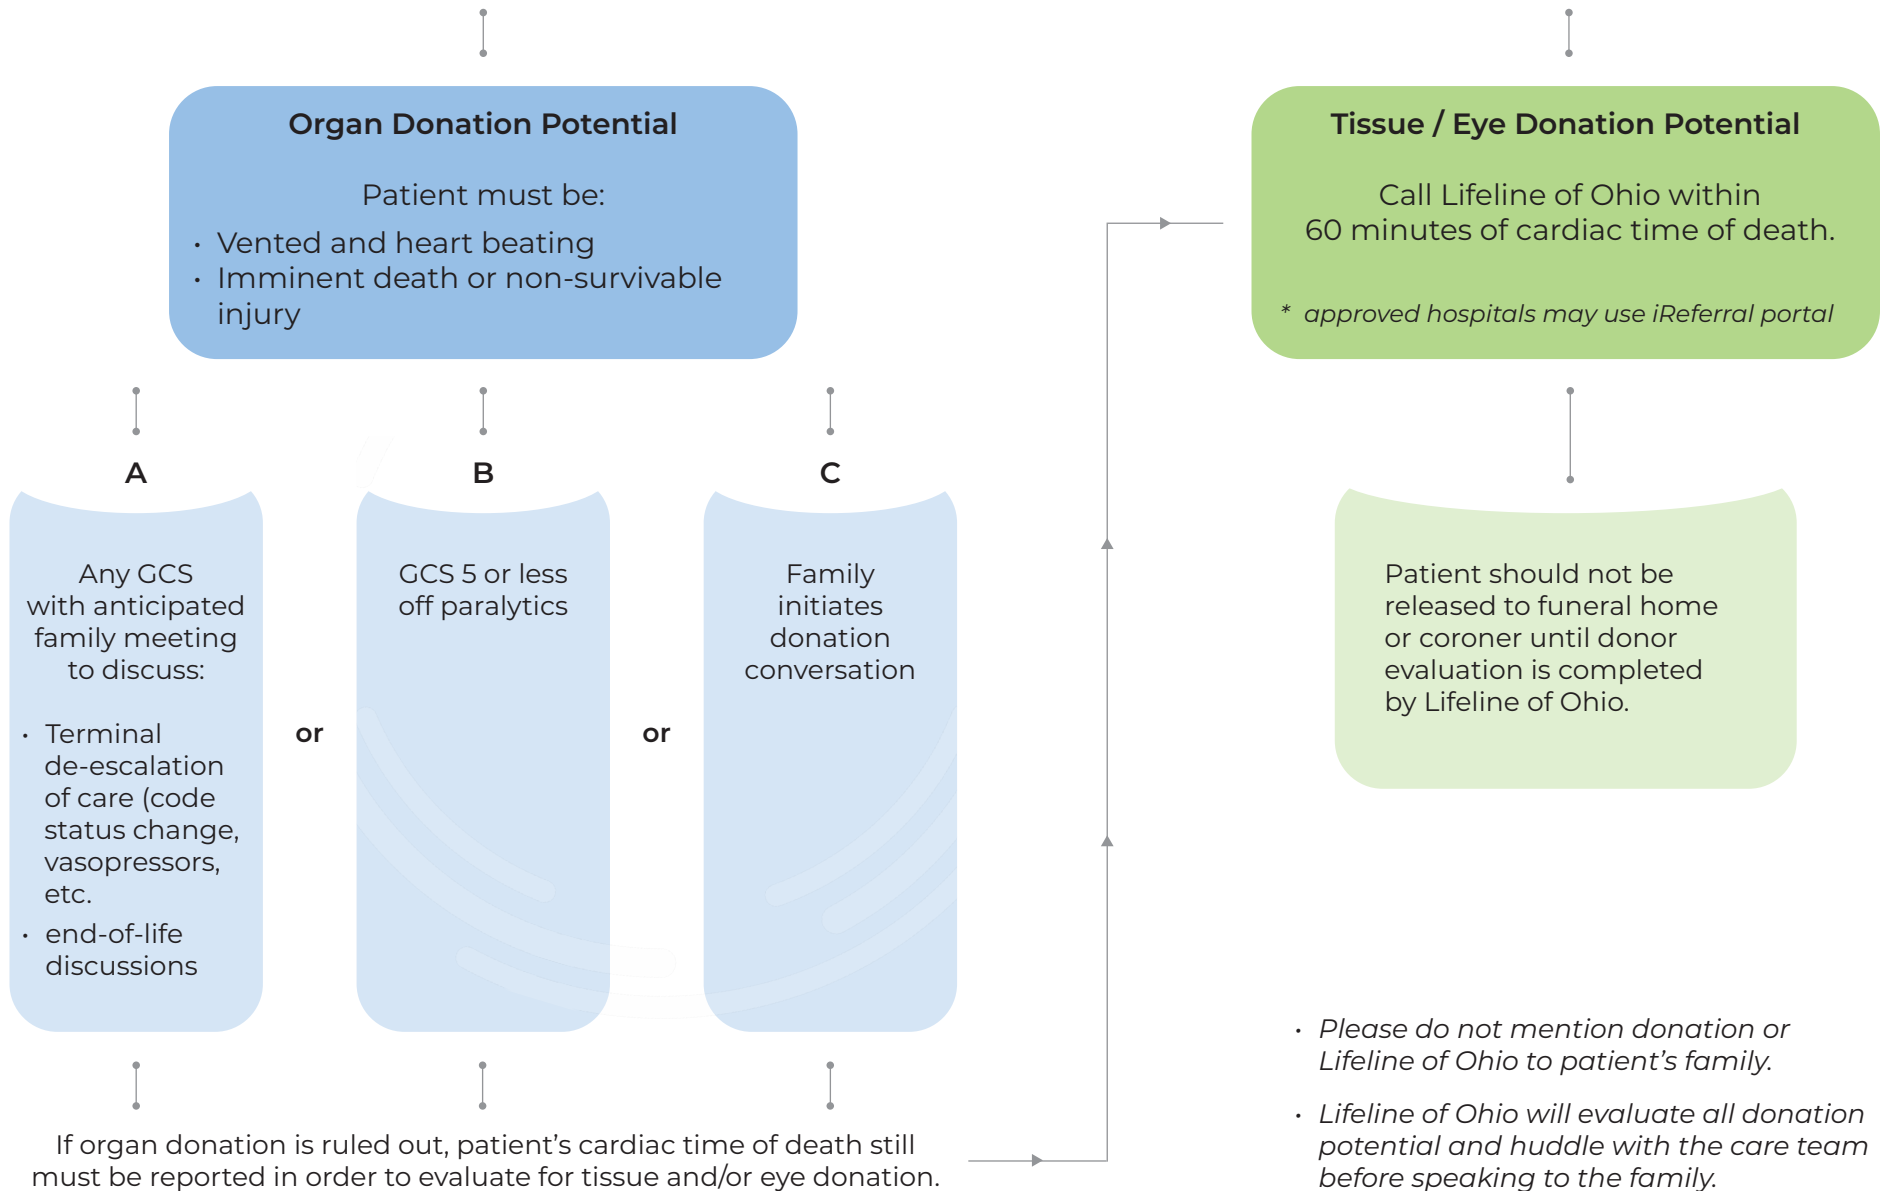 Organ Donation Potential
Patient must be:
· Vented and heart beating
· Imminent death or non-survivable
injury
A
Any GCS
with anticipated
family meeting
to discuss:
· Terminal
de-escalation
of care (code
status change,
vasopressors,
etc.
· end-of-life
discussions
or
B
GCS 5 or less
off paralytics
or
C
Family
initiates
donation
conversation
If organ donation is ruled out, patient’s cardiac time of death still
must be reported in order to evaluate for tissue and/or eye donation.
Tissue / Eye Donation Potential
Call Lifeline of Ohio within
60 minutes of cardiac time of death.
* approved hospitals may use iReferral portal
Patient should not be
released to funeral home
or coroner until donor
evaluation is completed
by Lifeline of Ohio.
· Please do not mention donation or
Lifeline of Ohio to patient’s family.
· Lifeline of Ohio will evaluate all donation
potential and huddle with the care team
before speaking to the family.